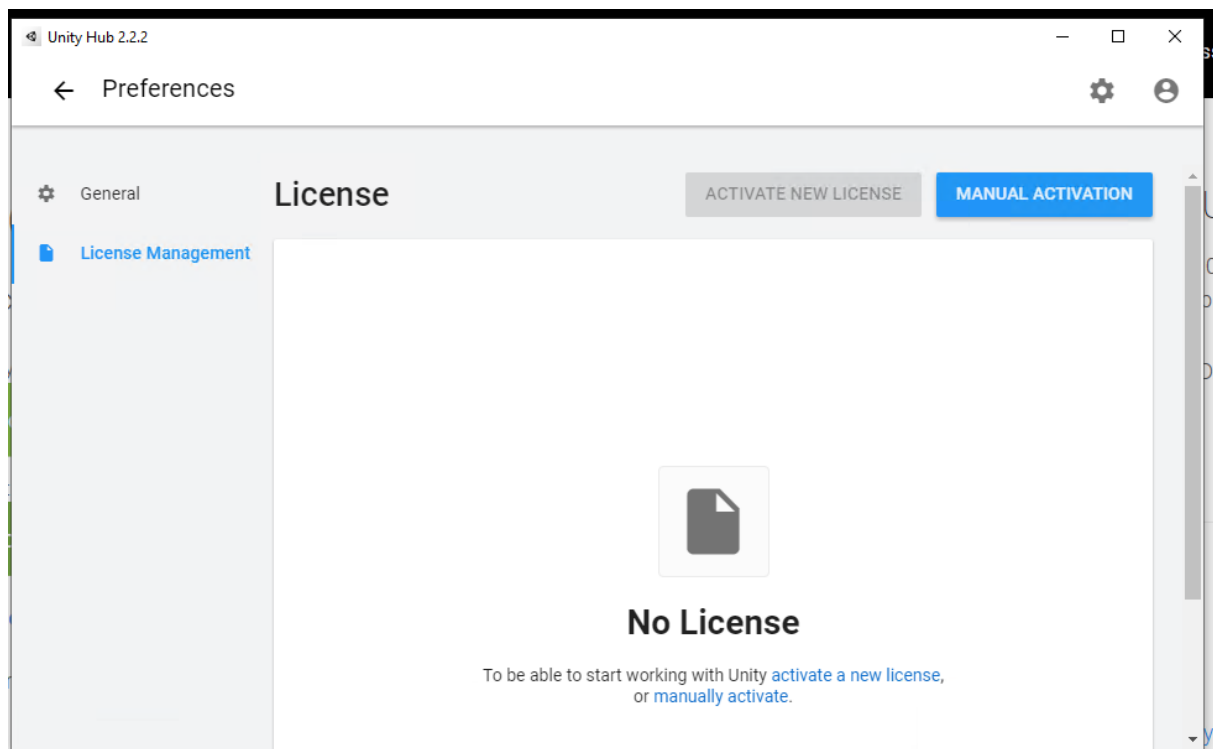 Unity Hub 2.2.2
Preferences
General
License Management
License
ACTIVATE NEW LICENSE
MANUAL ACTIVATION
No License
To be able to start working with Unity activate a new license,
or manually activate.